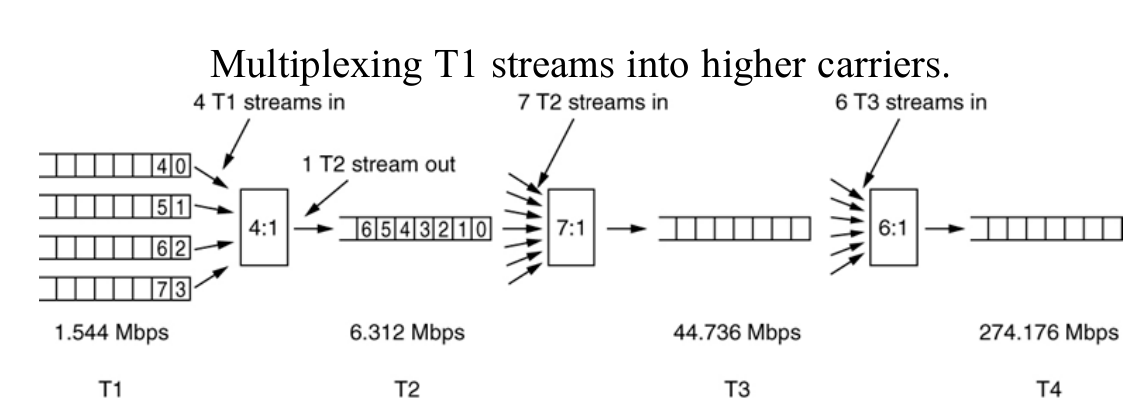 Multiplexing T1 streams into higher carriers.
4 T1 streams in
7 T2 streams in
6 T3 streams in
1 T2 stream out
4 0
5 1
6 2
7 3
4:1
6 5 4 3 2 1 0
7:1
6:1
1.544 Mbps
6.312 Mbps
44.736 Mbps
274.176 Mbps
T1
T2
T3
T4